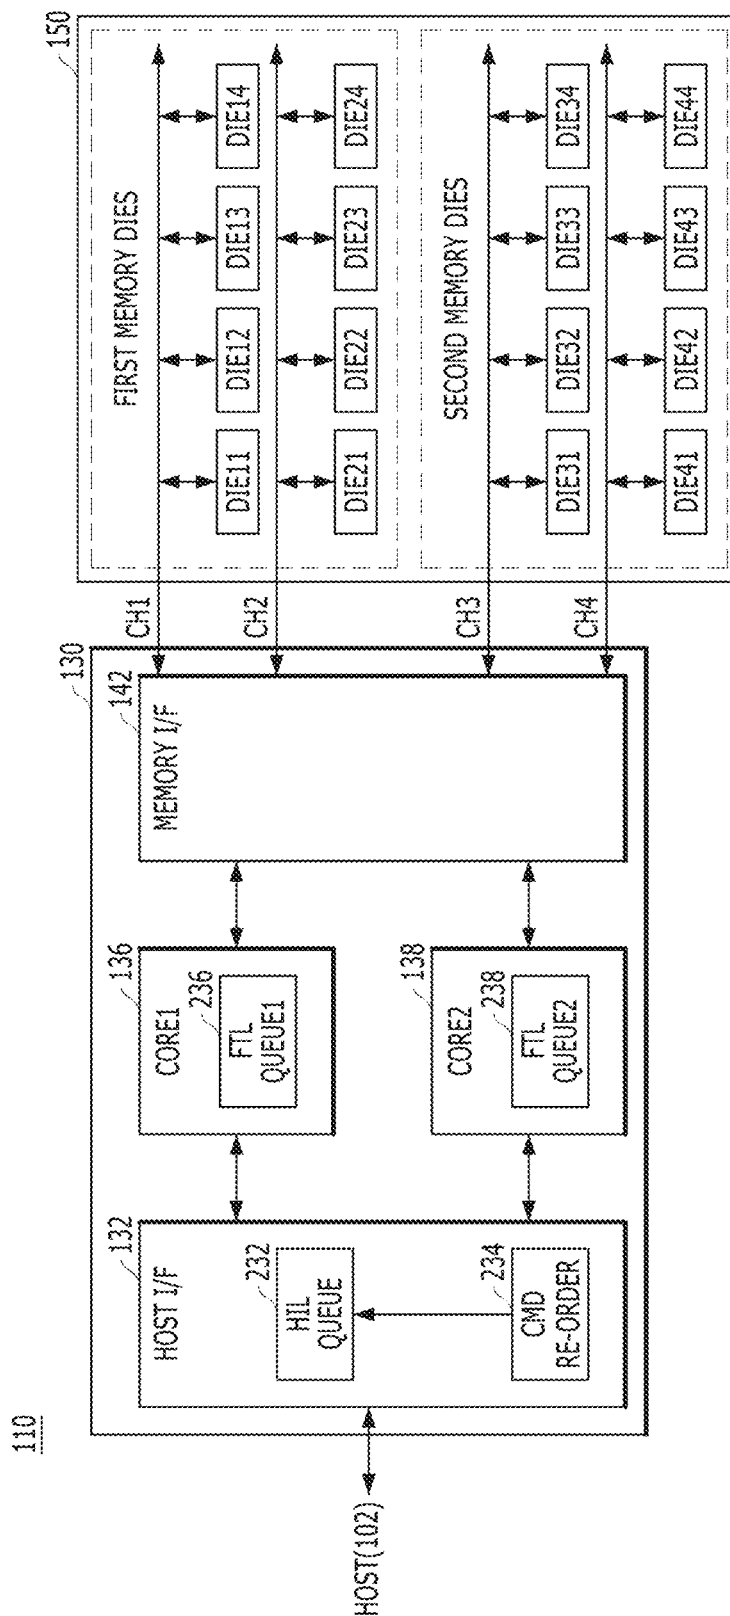 110
HOST(102)
130
132
HOST I/F
232
HIL
QUEUE
234
CMD
RE-ORDER
136
CORE1
236
FTL
QUEUE1
138
CORE2
238
FTL
QUEUE2
142
MEMORY I/F
CH1
CH2
CH3
CH4
150
FIRST MEMORY DIES
DIE11
DIE12
DIE13
DIE14
DIE21
DIE22
DIE23
DIE24
SECOND MEMORY DIES
DIE31
DIE32
DIE33
DIE34
DIE41
DIE42
DIE43
DIE44